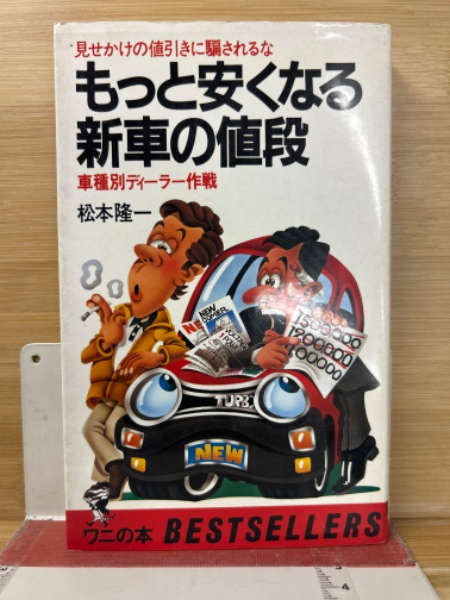 見せかけの値引きに騙されるな
もっと安くなる
新車の値段
車種別ディーラー作戦
松本隆一
NEW
TURBO
NEW
ワニの本
BESTSELLERS